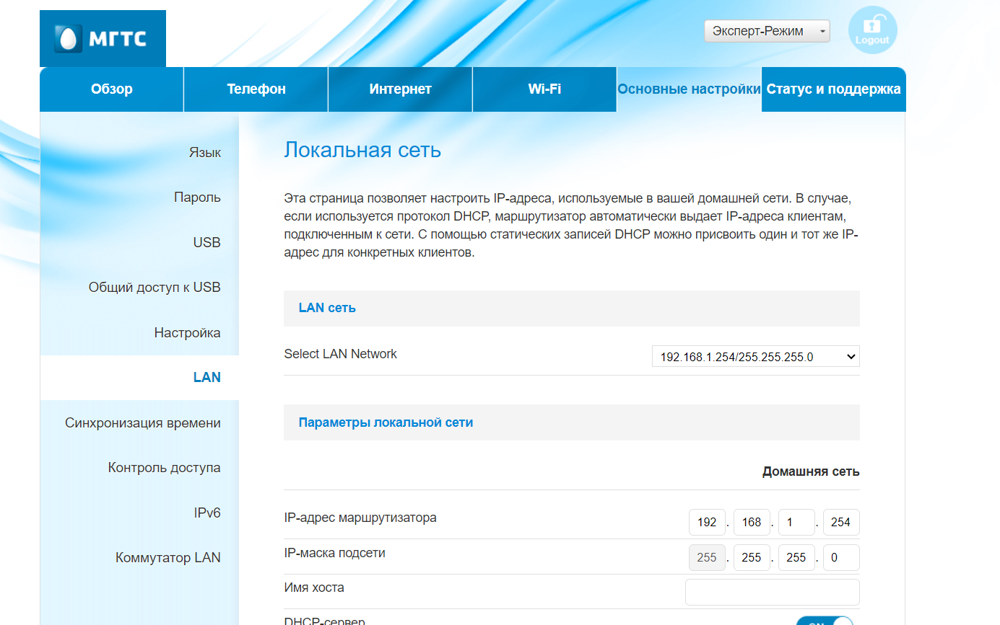 МГТС
Эксперт-Режим
Logout
Обзор
Телефон
Интернет
Wi-Fi
Основные настройки
Статус и поддержка
Язык
Пароль
USB
Общий доступ к USB
Настройка
LAN
Синхронизация времени
Контроль доступа
IPv6
Коммутатор LAN
Локальная сеть
Эта страница позволяет настроить IP-адреса, используемые в вашей домашней сети. В случае,
если используется протокол DHCP, маршрутизатор автоматически выдает IP-адреса клиентам,
подключенным к сети. С помощью статических записей DHCP можно присвоить один и тот же IP-
адрес для конкретных клиентов.
LAN сеть
Select LAN Network 192.168.1.254/255.255.255.0
Параметры локальной сети
Домашняя сеть
IP-адрес маршрутизатора 192 . 168 . 1 . 254
IP-маска подсети 255 . 255 . 255 . 0
Имя хоста
DHCP-сервер ON